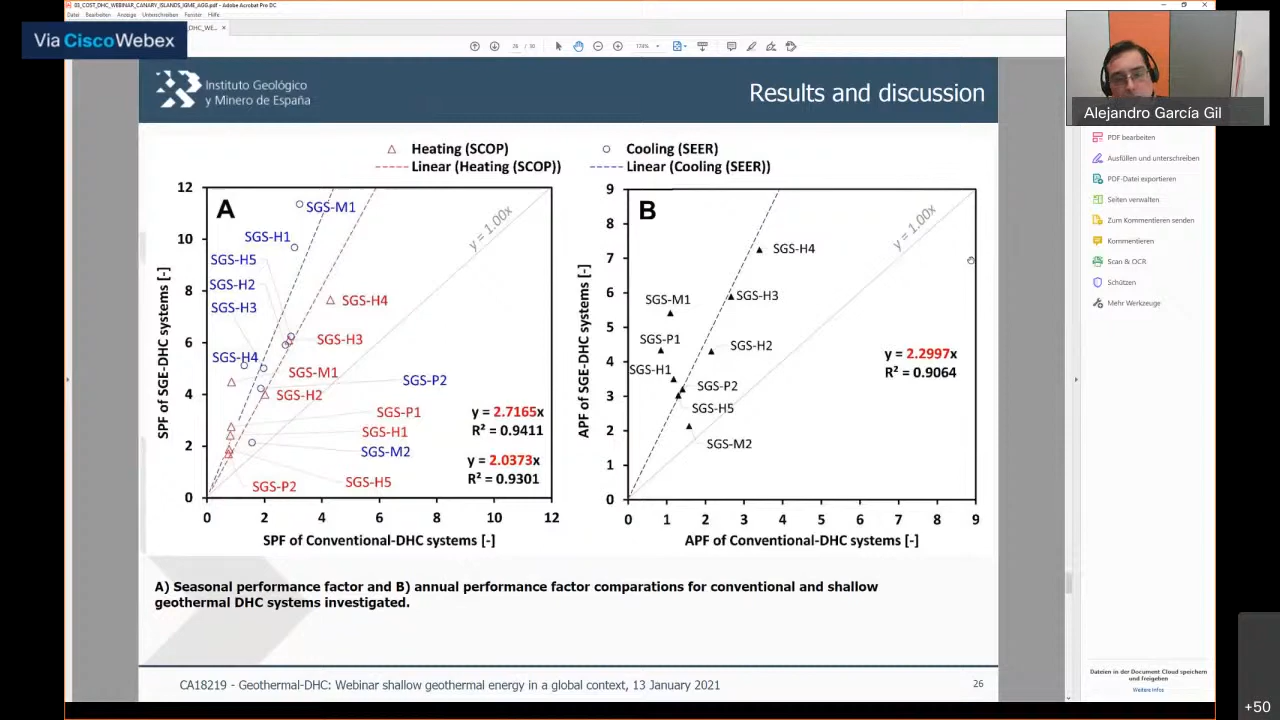 03_COST_DHC_WEBINAR_CANARY_ISLANDS_IGME_AGG.pdf - Adobe Acrobat Pro DC
Datei Bearbeiten Anzeige Unterschreiben Fenster Hilfe
Via CiscoWebex
_DHC_WE... ×
26 / 30
174%
Alejandro García Gil
Instituto Geológico
y Minero de España
Results and discussion
Heating (SCOP)
Cooling (SEER)
Linear (Heating (SCOP))
Linear (Cooling (SEER))
A
12
10
8
6
4
2
0
SPF of SGE-DHC systems [-]
SGS-M1
SGS-H1
SGS-H5
SGS-H2
SGS-H3
SGS-H4
y = 1.00x
SGS-H4
SGS-H3
SGS-M1
SGS-P2
SGS-H2
SGS-P1
SGS-H1
SGS-M2
SGS-H5
SGS-P2
y = 2.7165x
R² = 0.9411
y = 2.0373x
R² = 0.9301
0 2 4 6 8 10 12
SPF of Conventional-DHC systems [-]
B
9
8
7
6
5
4
3
2
1
0
APF of SGE-DHC systems [-]
y = 1.00x
SGS-H4
SGS-H3
SGS-M1
SGS-P1
SGS-H2
SGS-H1
SGS-P2
SGS-H5
SGS-M2
y = 2.2997x
R² = 0.9064
0 1 2 3 4 5 6 7 8 9
APF of Conventional-DHC systems [-]
A) Seasonal performance factor and B) annual performance factor comparations for conventional and shallow
geothermal DHC systems investigated.
CA18219 - Geothermal-DHC: Webinar shallow geothermal energy in a global context, 13 January 2021
26
PDF bearbeiten
Ausfüllen und unterschreiben
PDF-Datei exportieren
Seiten verwalten
Zum Kommentieren senden
Kommentieren
Scan & OCR
Schützen
Mehr Werkzeuge
Dateien in der Document Cloud speichern
und freigeben
Weitere Infos
+50